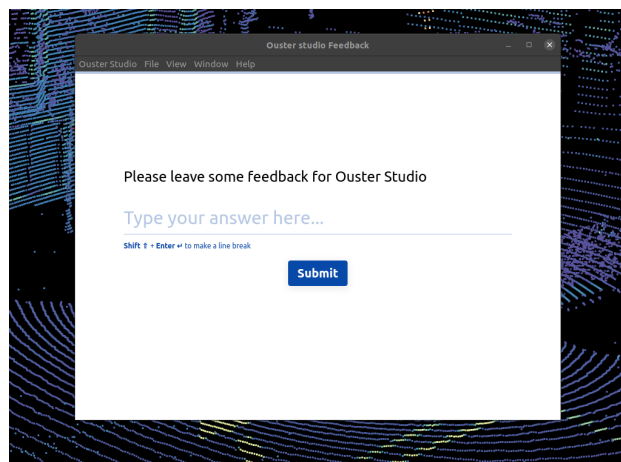 Ouster studio Feedback
Ouster Studio File View Window Help
Please leave some feedback for Ouster Studio
Type your answer here...
Shift ⇧ + Enter ↵ to make a line break
Submit